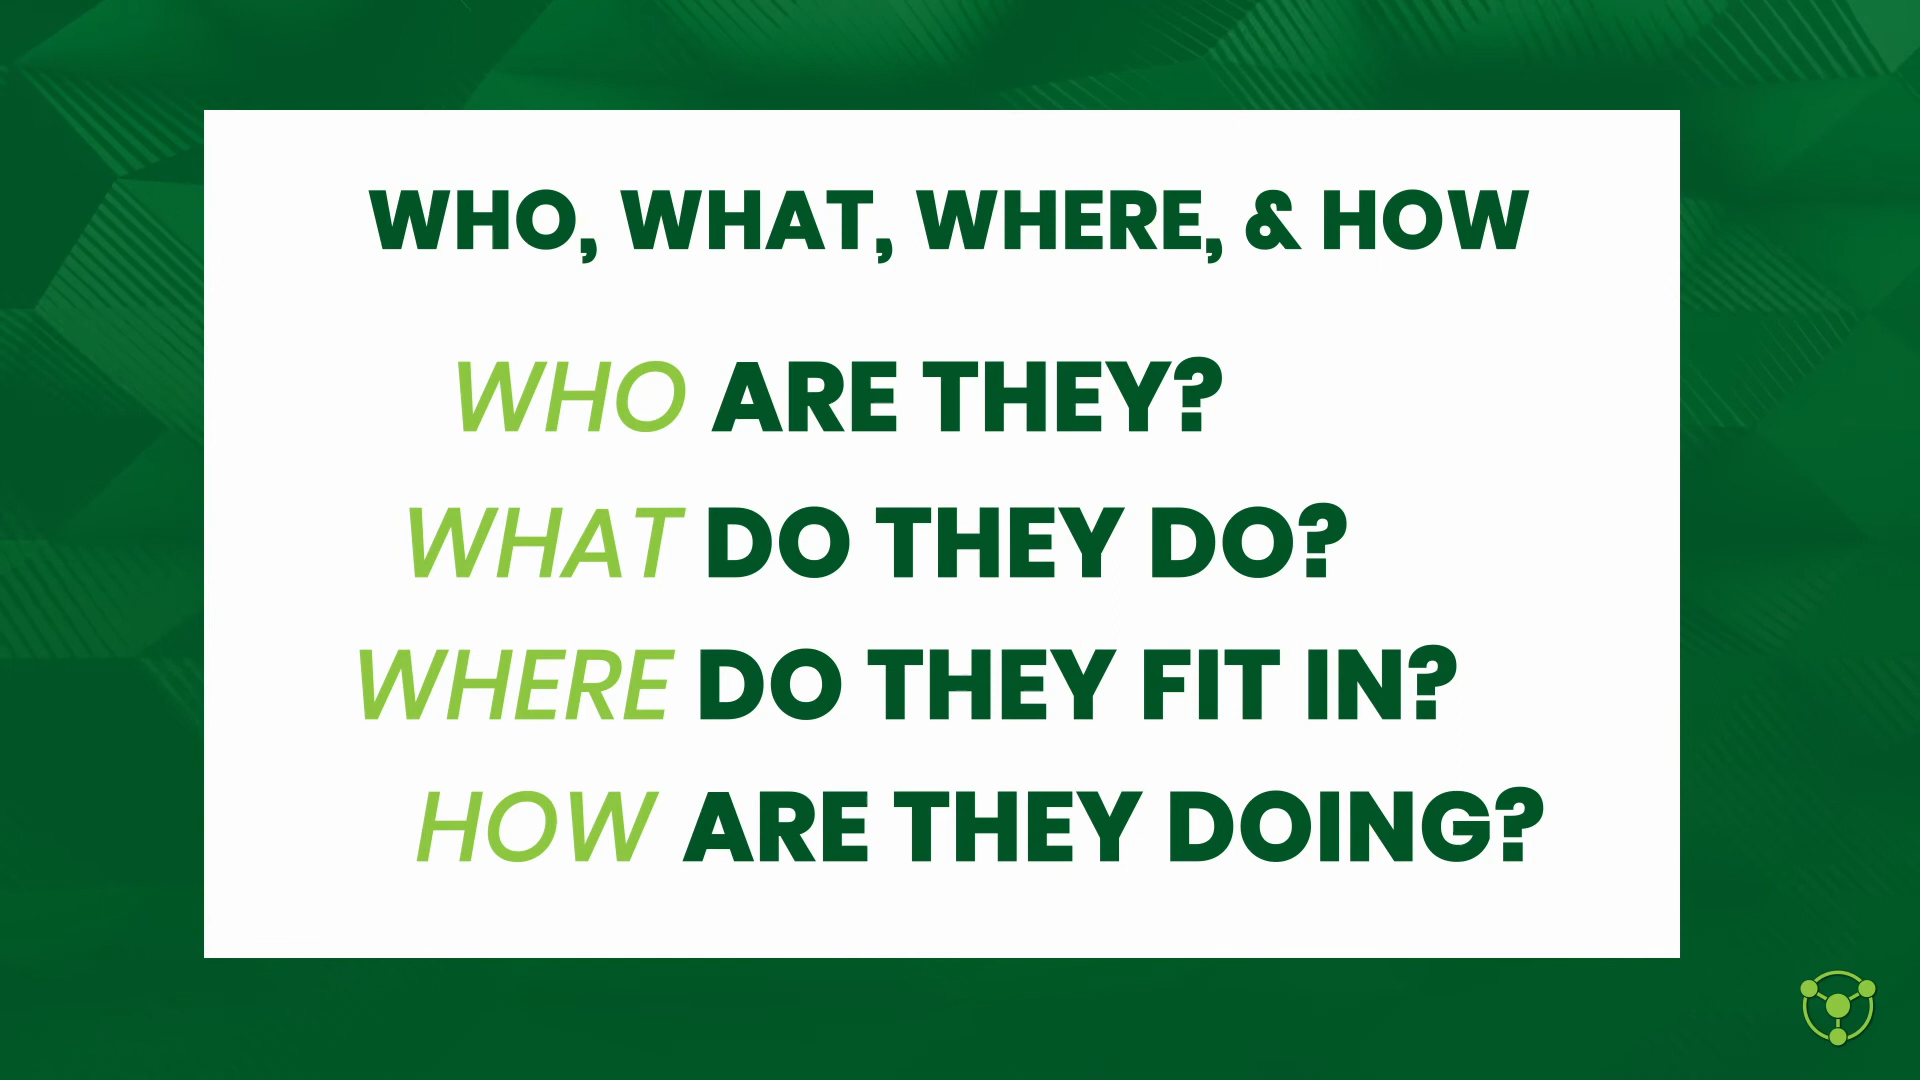 WHO, WHAT, WHERE, & HOW
WHO ARE THEY?
WHAT DO THEY DO?
WHERE DO THEY FIT IN?
HOW ARE THEY DOING?